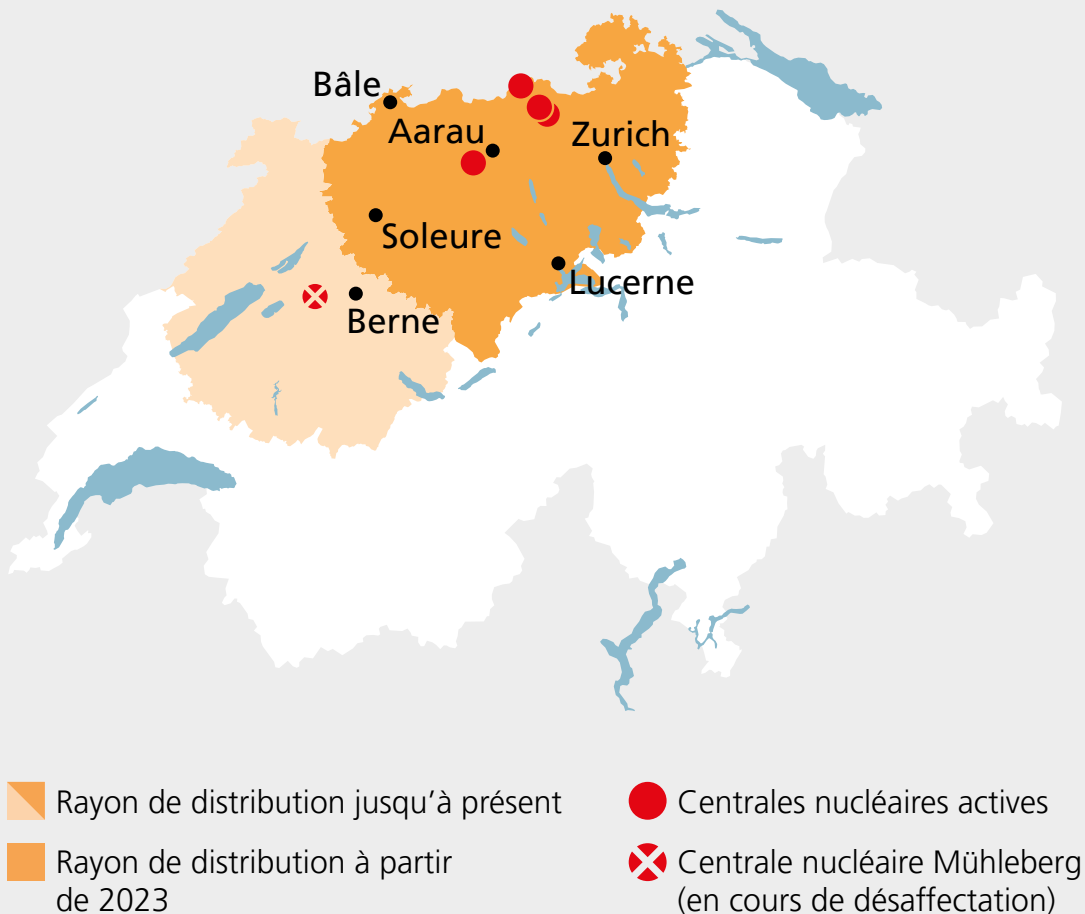 Bâle
Aarau
Zurich
Soleure
Lucerne
Berne
Rayon de distribution jusqu’à présent
Rayon de distribution à partir
de 2023
Centrales nucléaires actives
Centrale nucléaire Mühleberg
(en cours de désaffectation)